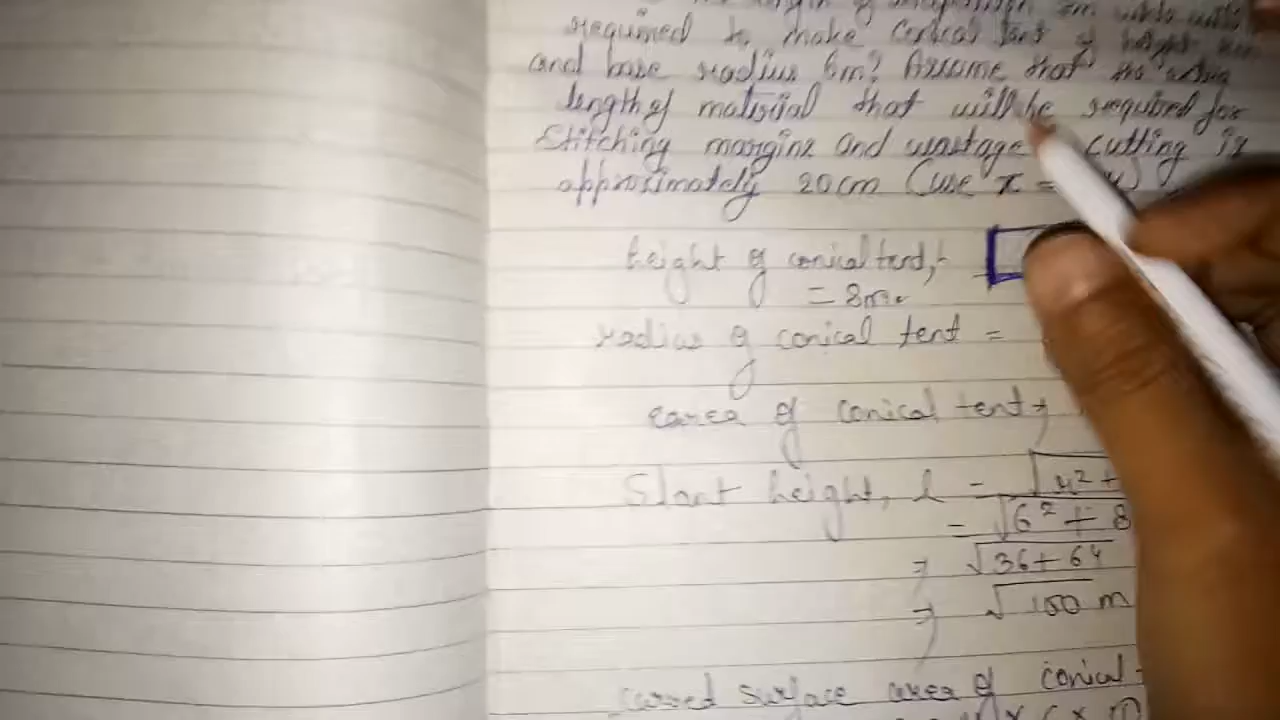 required to make conical tent of height
and base radius 6m? Assume that the extra
length of material that will be required for
Stitching margins and wastage cutting is
approximately 20cm (use π =
height of conical tent,
= 8m.
radius of conical tent =
area of conical tent
Slant height, l = √
= √6² + 8
⇒ √36+64
⇒ √100 m
curved surface area of conical